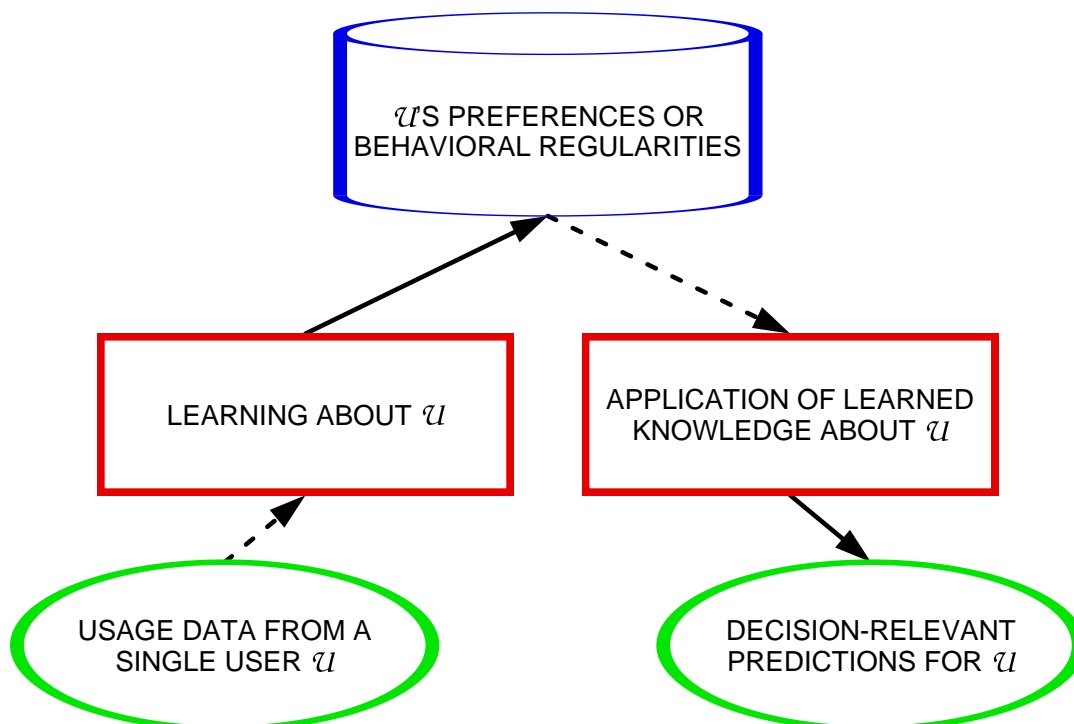 𝒰'S PREFERENCES OR
BEHAVIORAL REGULARITIES
LEARNING ABOUT 𝒰
APPLICATION OF LEARNED
KNOWLEDGE ABOUT 𝒰
USAGE DATA FROM A
SINGLE USER 𝒰
DECISION-RELEVANT
PREDICTIONS FOR 𝒰